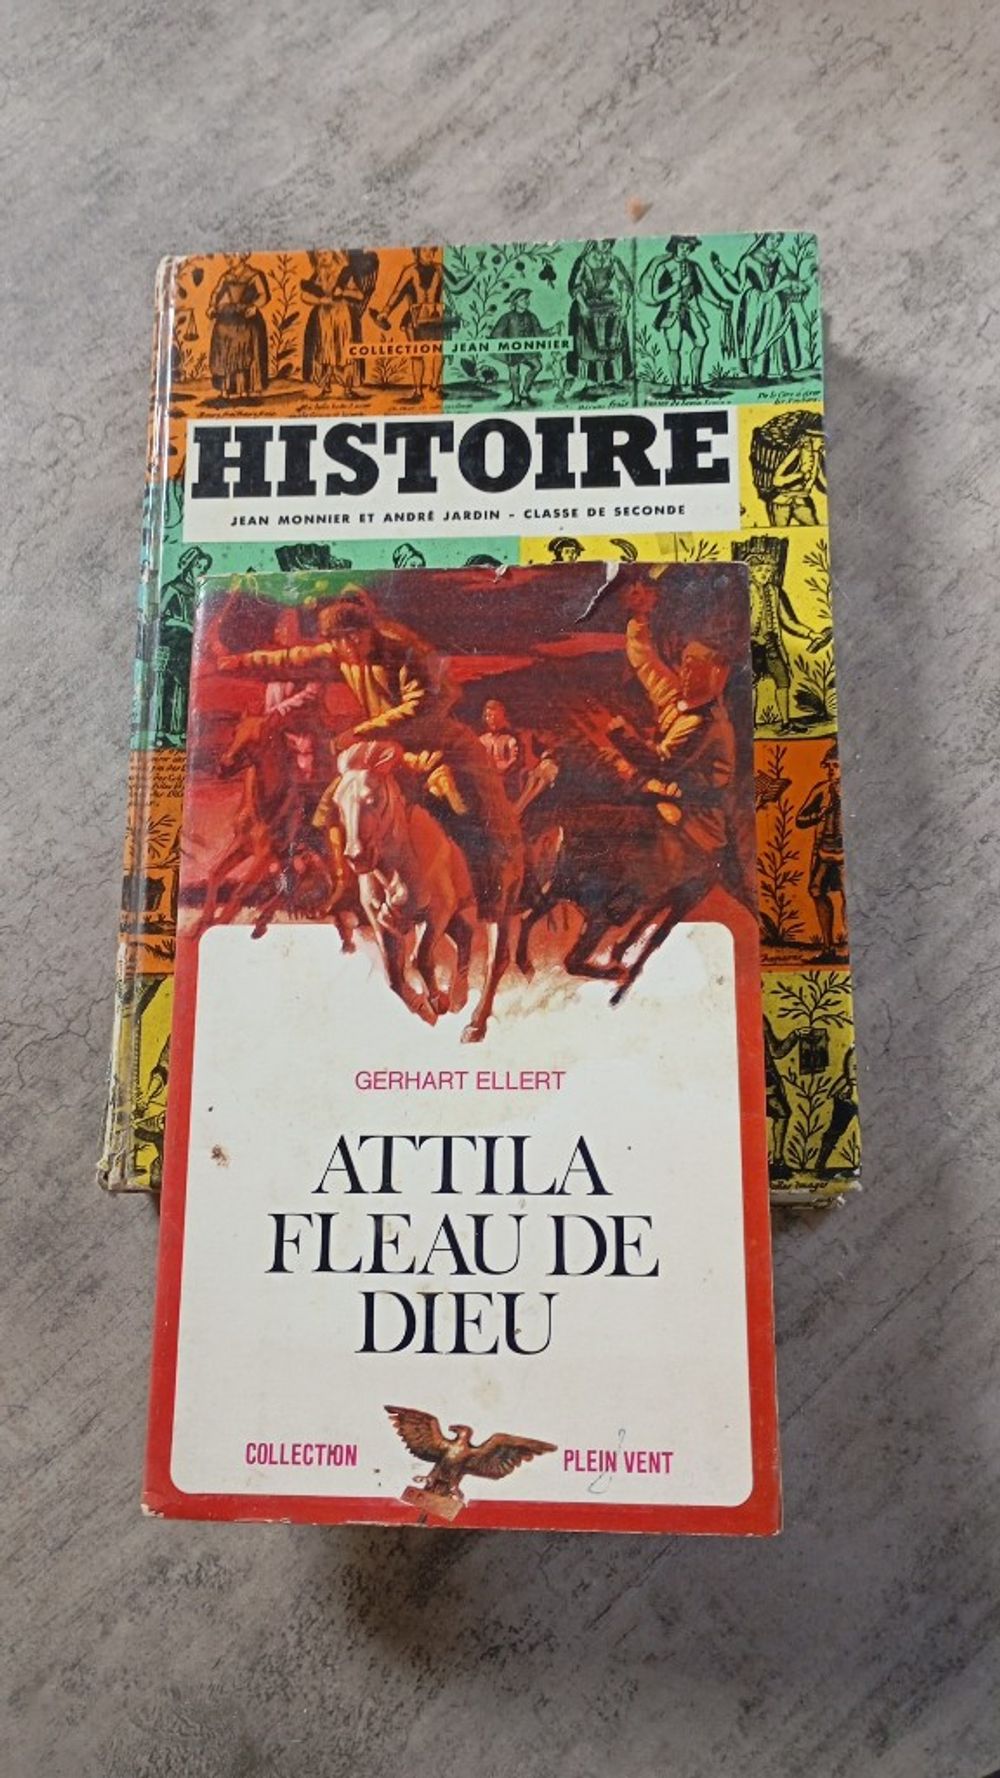 COLLECTION JEAN MONNIER
HISTOIRE
JEAN MONNIER ET ANDRÉ JARDIN - CLASSE DE SECONDE
GERHART ELLERT
ATTILA
FLEAU DE
DIEU
COLLECTION PLEIN VENT